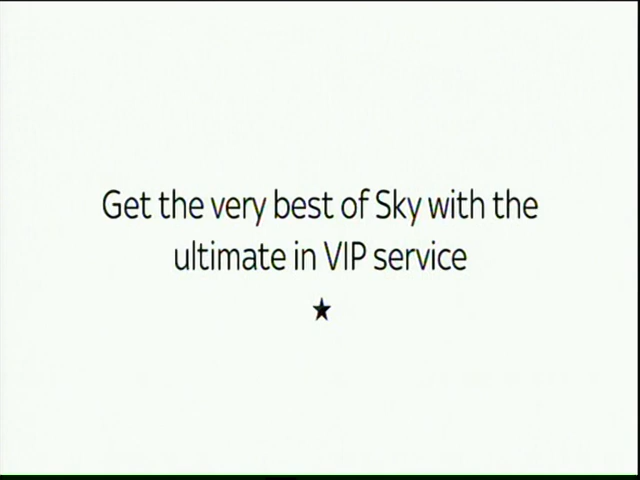 Get the very best of Sky with the
ultimate in VIP service